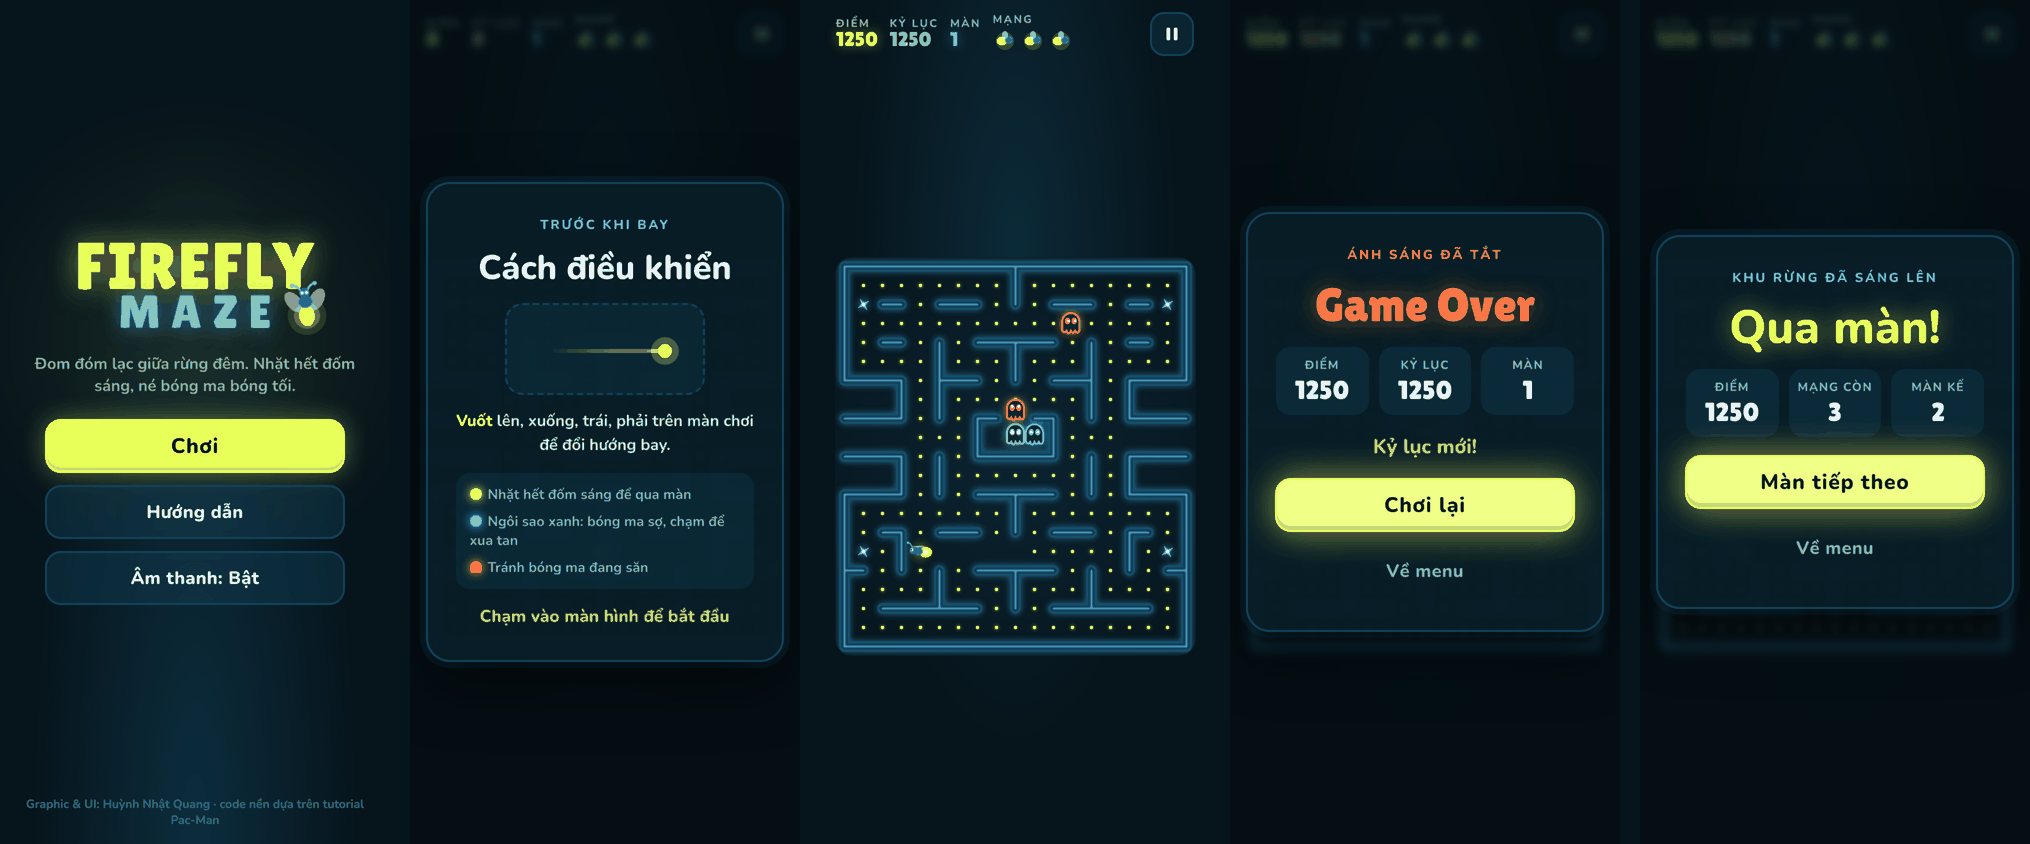 FIREFLY
MAZE
Đom đóm lạc giữa rừng đêm. Nhặt hết đốm
sáng, né bóng ma bóng tối.
Chơi
Hướng dẫn
Âm thanh: Bật
Graphic & UI: Huỳnh Nhật Quang · code nền dựa trên tutorial
Pac-Man
TRƯỚC KHI BAY
Cách điều khiển
Vuốt lên, xuống, trái, phải trên màn chơi
để đổi hướng bay.
Nhặt hết đốm sáng để qua màn
Ngôi sao xanh: bóng ma sợ, chạm để
xua tan
Tránh bóng ma đang săn
Chạm vào màn hình để bắt đầu
ĐIỂM KỶ LỤC MÀN MẠNG
1250 1250 1
ÁNH SÁNG ĐÃ TẮT
Game Over
ĐIỂM KỶ LỤC MÀN
1250 1250 1
Kỷ lục mới!
Chơi lại
Về menu
KHU RỪNG ĐÃ SÁNG LÊN
Qua màn!
ĐIỂM MẠNG CÒN MÀN KẾ
1250 3 2
Màn tiếp theo
Về menu